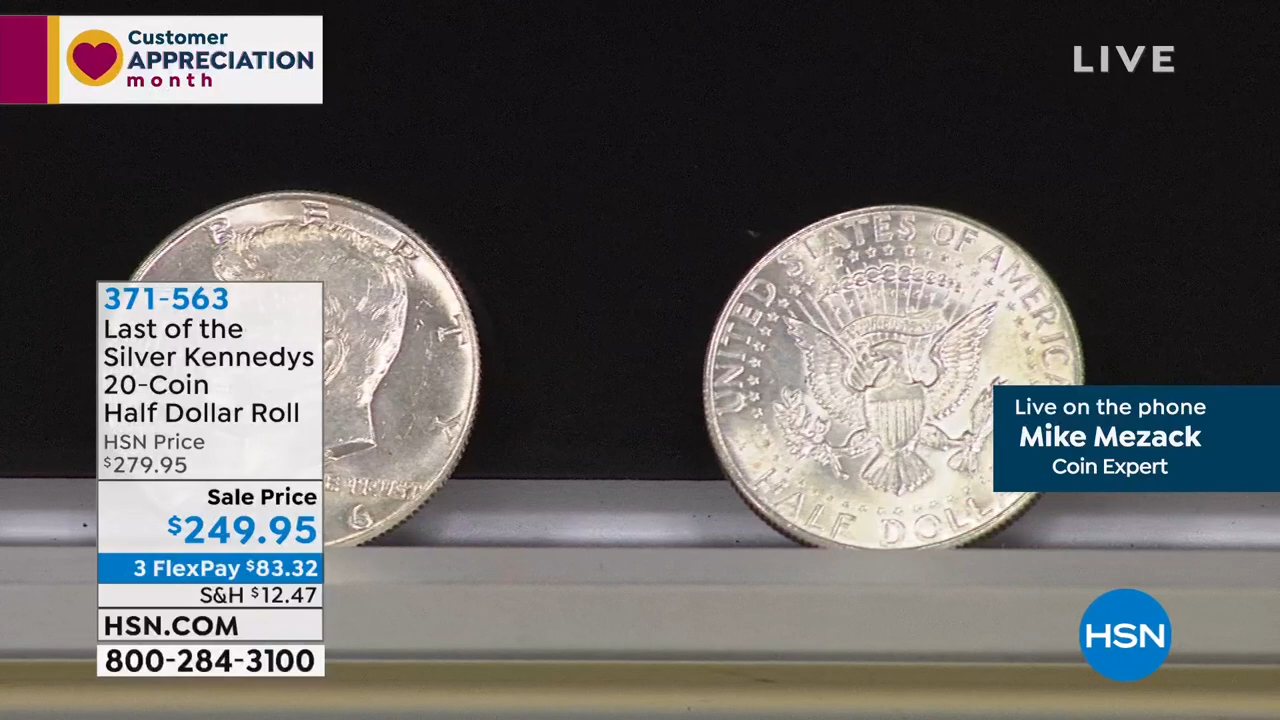 Customer
APPRECIATION
month
LIVE
371-563
Last of the
Silver Kennedys
20-Coin
Half Dollar Roll
HSN Price
$279.95
Sale Price
$249.95
3 FlexPay $83.32
S&H $12.47
HSN.COM
800-284-3100
UNITED STATES OF AMERICA
HALF DOLL
Live on the phone
Mike Mezack
Coin Expert
HSN